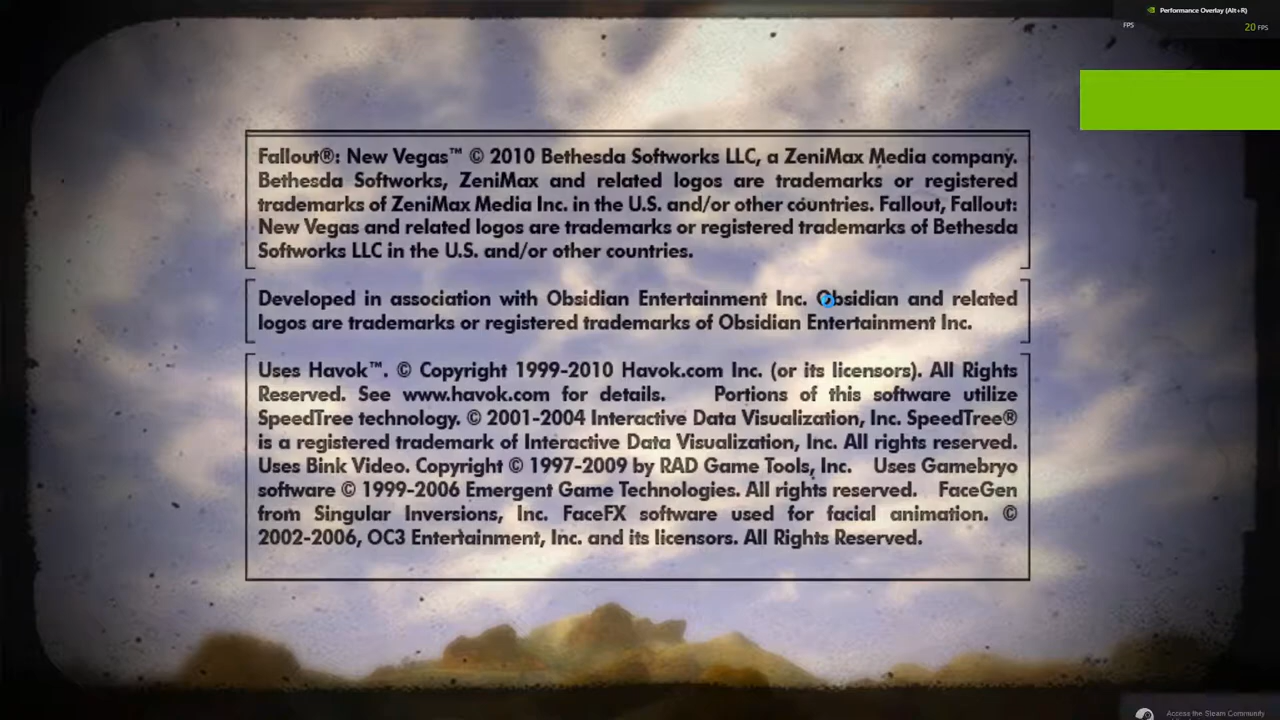 Performance Overlay (Alt+R)
FPS
20 FPS
Fallout®: New Vegas™ © 2010 Bethesda Softworks LLC, a ZeniMax Media company.
Bethesda Softworks, ZeniMax and related logos are trademarks or registered
trademarks of ZeniMax Media Inc. in the U.S. and/or other countries. Fallout, Fallout:
New Vegas and related logos are trademarks or registered trademarks of Bethesda
Softworks LLC in the U.S. and/or other countries.
Developed in association with Obsidian Entertainment Inc. Obsidian and related
logos are trademarks or registered trademarks of Obsidian Entertainment Inc.
Uses Havok™. © Copyright 1999-2010 Havok.com Inc. (or its licensors). All Rights
Reserved. See www.havok.com for details. Portions of this software utilize
SpeedTree technology. © 2001-2004 Interactive Data Visualization, Inc. SpeedTree®
is a registered trademark of Interactive Data Visualization, Inc. All rights reserved.
Uses Bink Video. Copyright © 1997-2009 by RAD Game Tools, Inc. Uses Gamebryo
software © 1999-2006 Emergent Game Technologies. All rights reserved. FaceGen
from Singular Inversions, Inc. FaceFX software used for facial animation. ©
2002-2006, OC3 Entertainment, Inc. and its licensors. All Rights Reserved.
Access the Steam Community